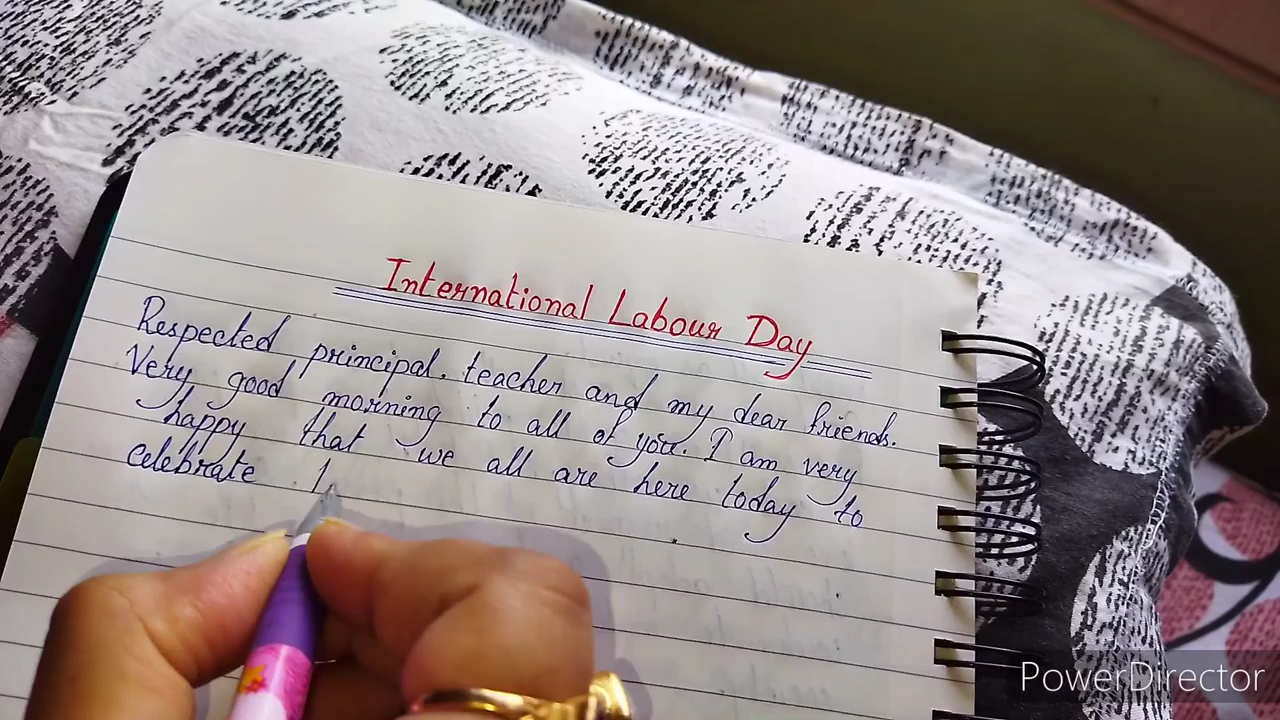 International Labour Day
Respected principal, teacher and my dear friends.
Very good morning to all of you. I am very
happy that we all are here today to
celebrate 1
PowerDirector